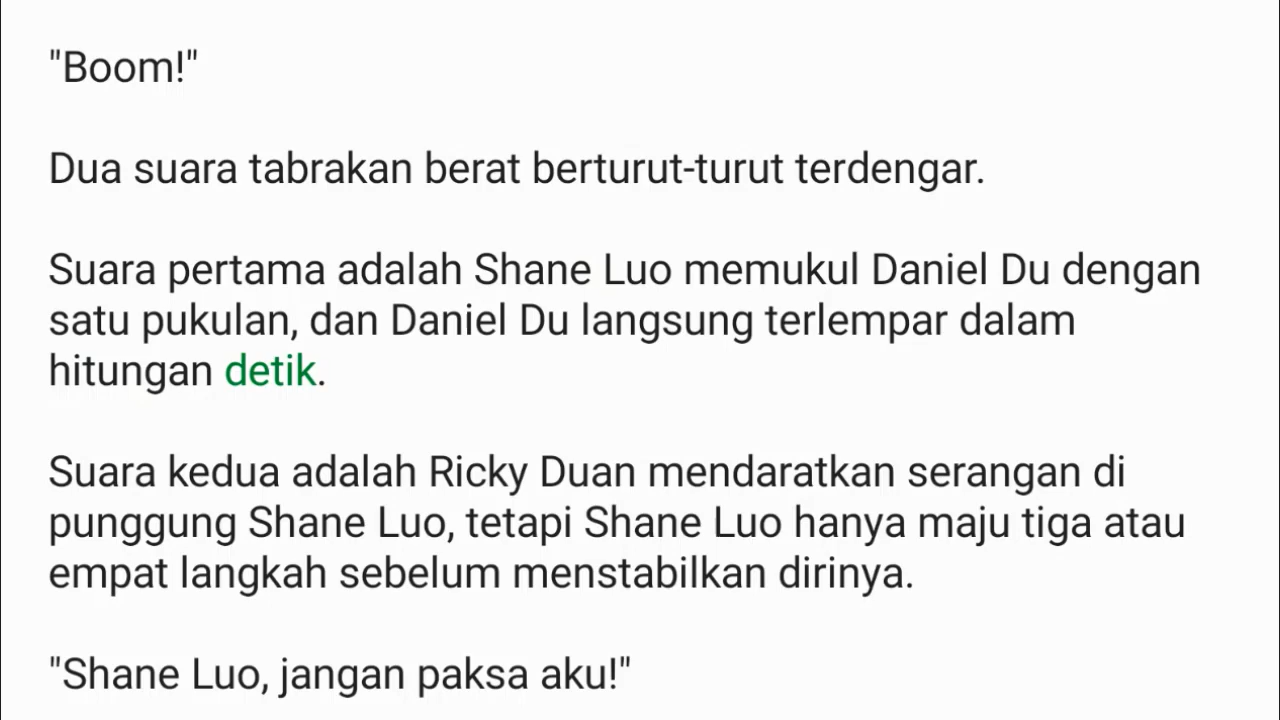 "Boom!"
Dua suara tabrakan berat berturut-turut terdengar.
Suara pertama adalah Shane Luo memukul Daniel Du dengan
satu pukulan, dan Daniel Du langsung terlempar dalam
hitungan detik.
Suara kedua adalah Ricky Duan mendaratkan serangan di
punggung Shane Luo, tetapi Shane Luo hanya maju tiga atau
empat langkah sebelum menstabilkan dirinya.
"Shane Luo, jangan paksa aku!"